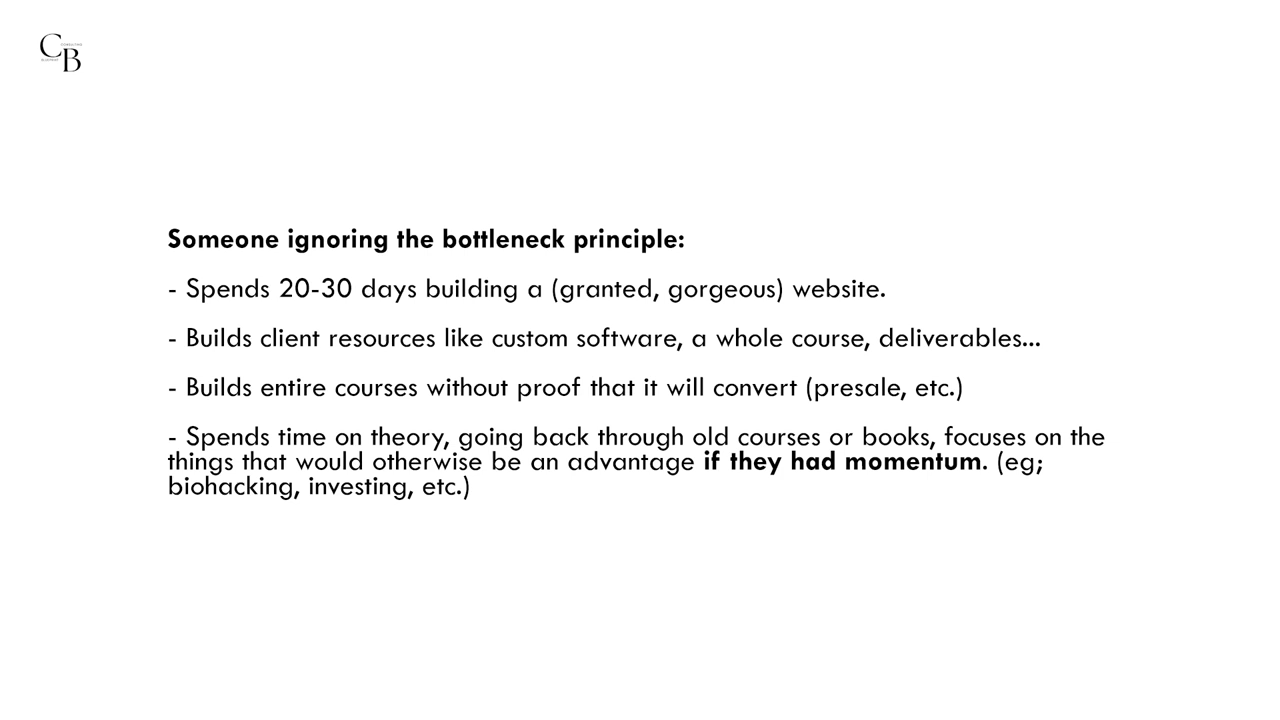 C
CONSULTING
BLUEPRINT
B
Someone ignoring the bottleneck principle:
- Spends 20-30 days building a (granted, gorgeous) website.
- Builds client resources like custom software, a whole course, deliverables...
- Builds entire courses without proof that it will convert (presale, etc.)
- Spends time on theory, going back through old courses or books, focuses on the
things that would otherwise be an advantage if they had momentum. (eg;
biohacking, investing, etc.)